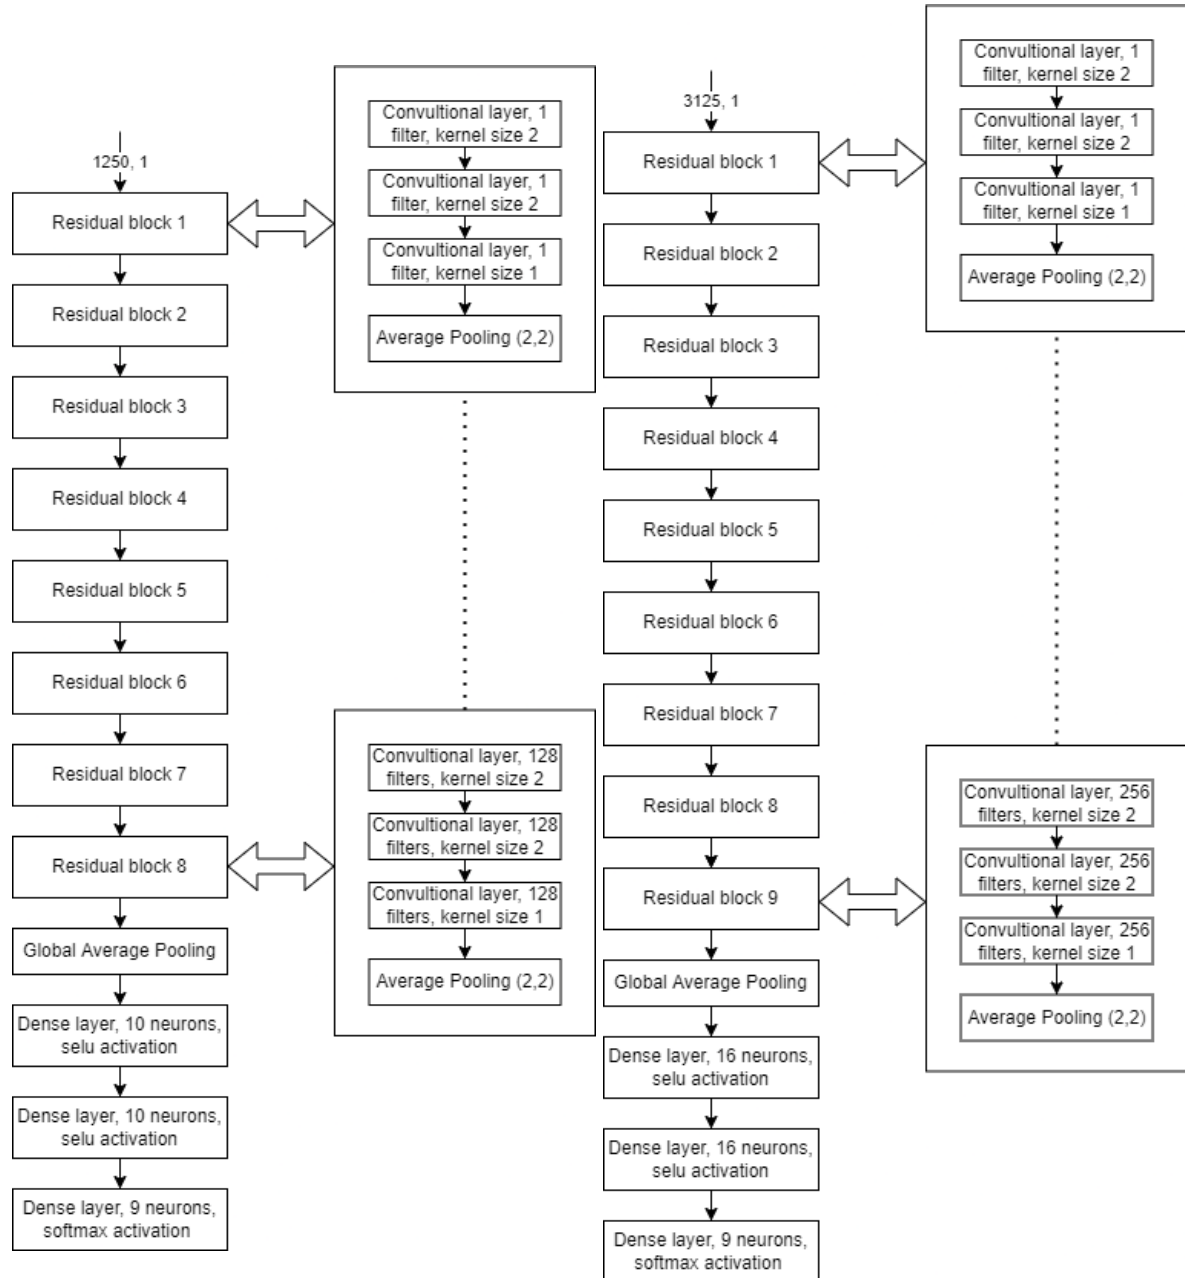 1250, 1
Residual block 1
Residual block 2
Residual block 3
Residual block 4
Residual block 5
Residual block 6
Residual block 7
Residual block 8
Global Average Pooling
Dense layer, 10 neurons,
selu activation
Dense layer, 10 neurons,
selu activation
Dense layer, 9 neurons,
softmax activation
Convultional layer, 1
filter, kernel size 2
Convultional layer, 1
filter, kernel size 2
Convultional layer, 1
filter, kernel size 1
Average Pooling (2,2)
Convultional layer, 128
filters, kernel size 2
Convultional layer, 128
filters, kernel size 2
Convultional layer, 128
filters, kernel size 1
Average Pooling (2,2)
3125, 1
Residual block 1
Residual block 2
Residual block 3
Residual block 4
Residual block 5
Residual block 6
Residual block 7
Residual block 8
Residual block 9
Global Average Pooling
Dense layer, 16 neurons,
selu activation
Dense layer, 16 neurons,
selu activation
Dense layer, 9 neurons,
softmax activation
Convultional layer, 1
filter, kernel size 2
Convultional layer, 1
filter, kernel size 2
Convultional layer, 1
filter, kernel size 1
Average Pooling (2,2)
Convultional layer, 256
filters, kernel size 2
Convultional layer, 256
filters, kernel size 2
Convultional layer, 256
filters, kernel size 1
Average Pooling (2,2)